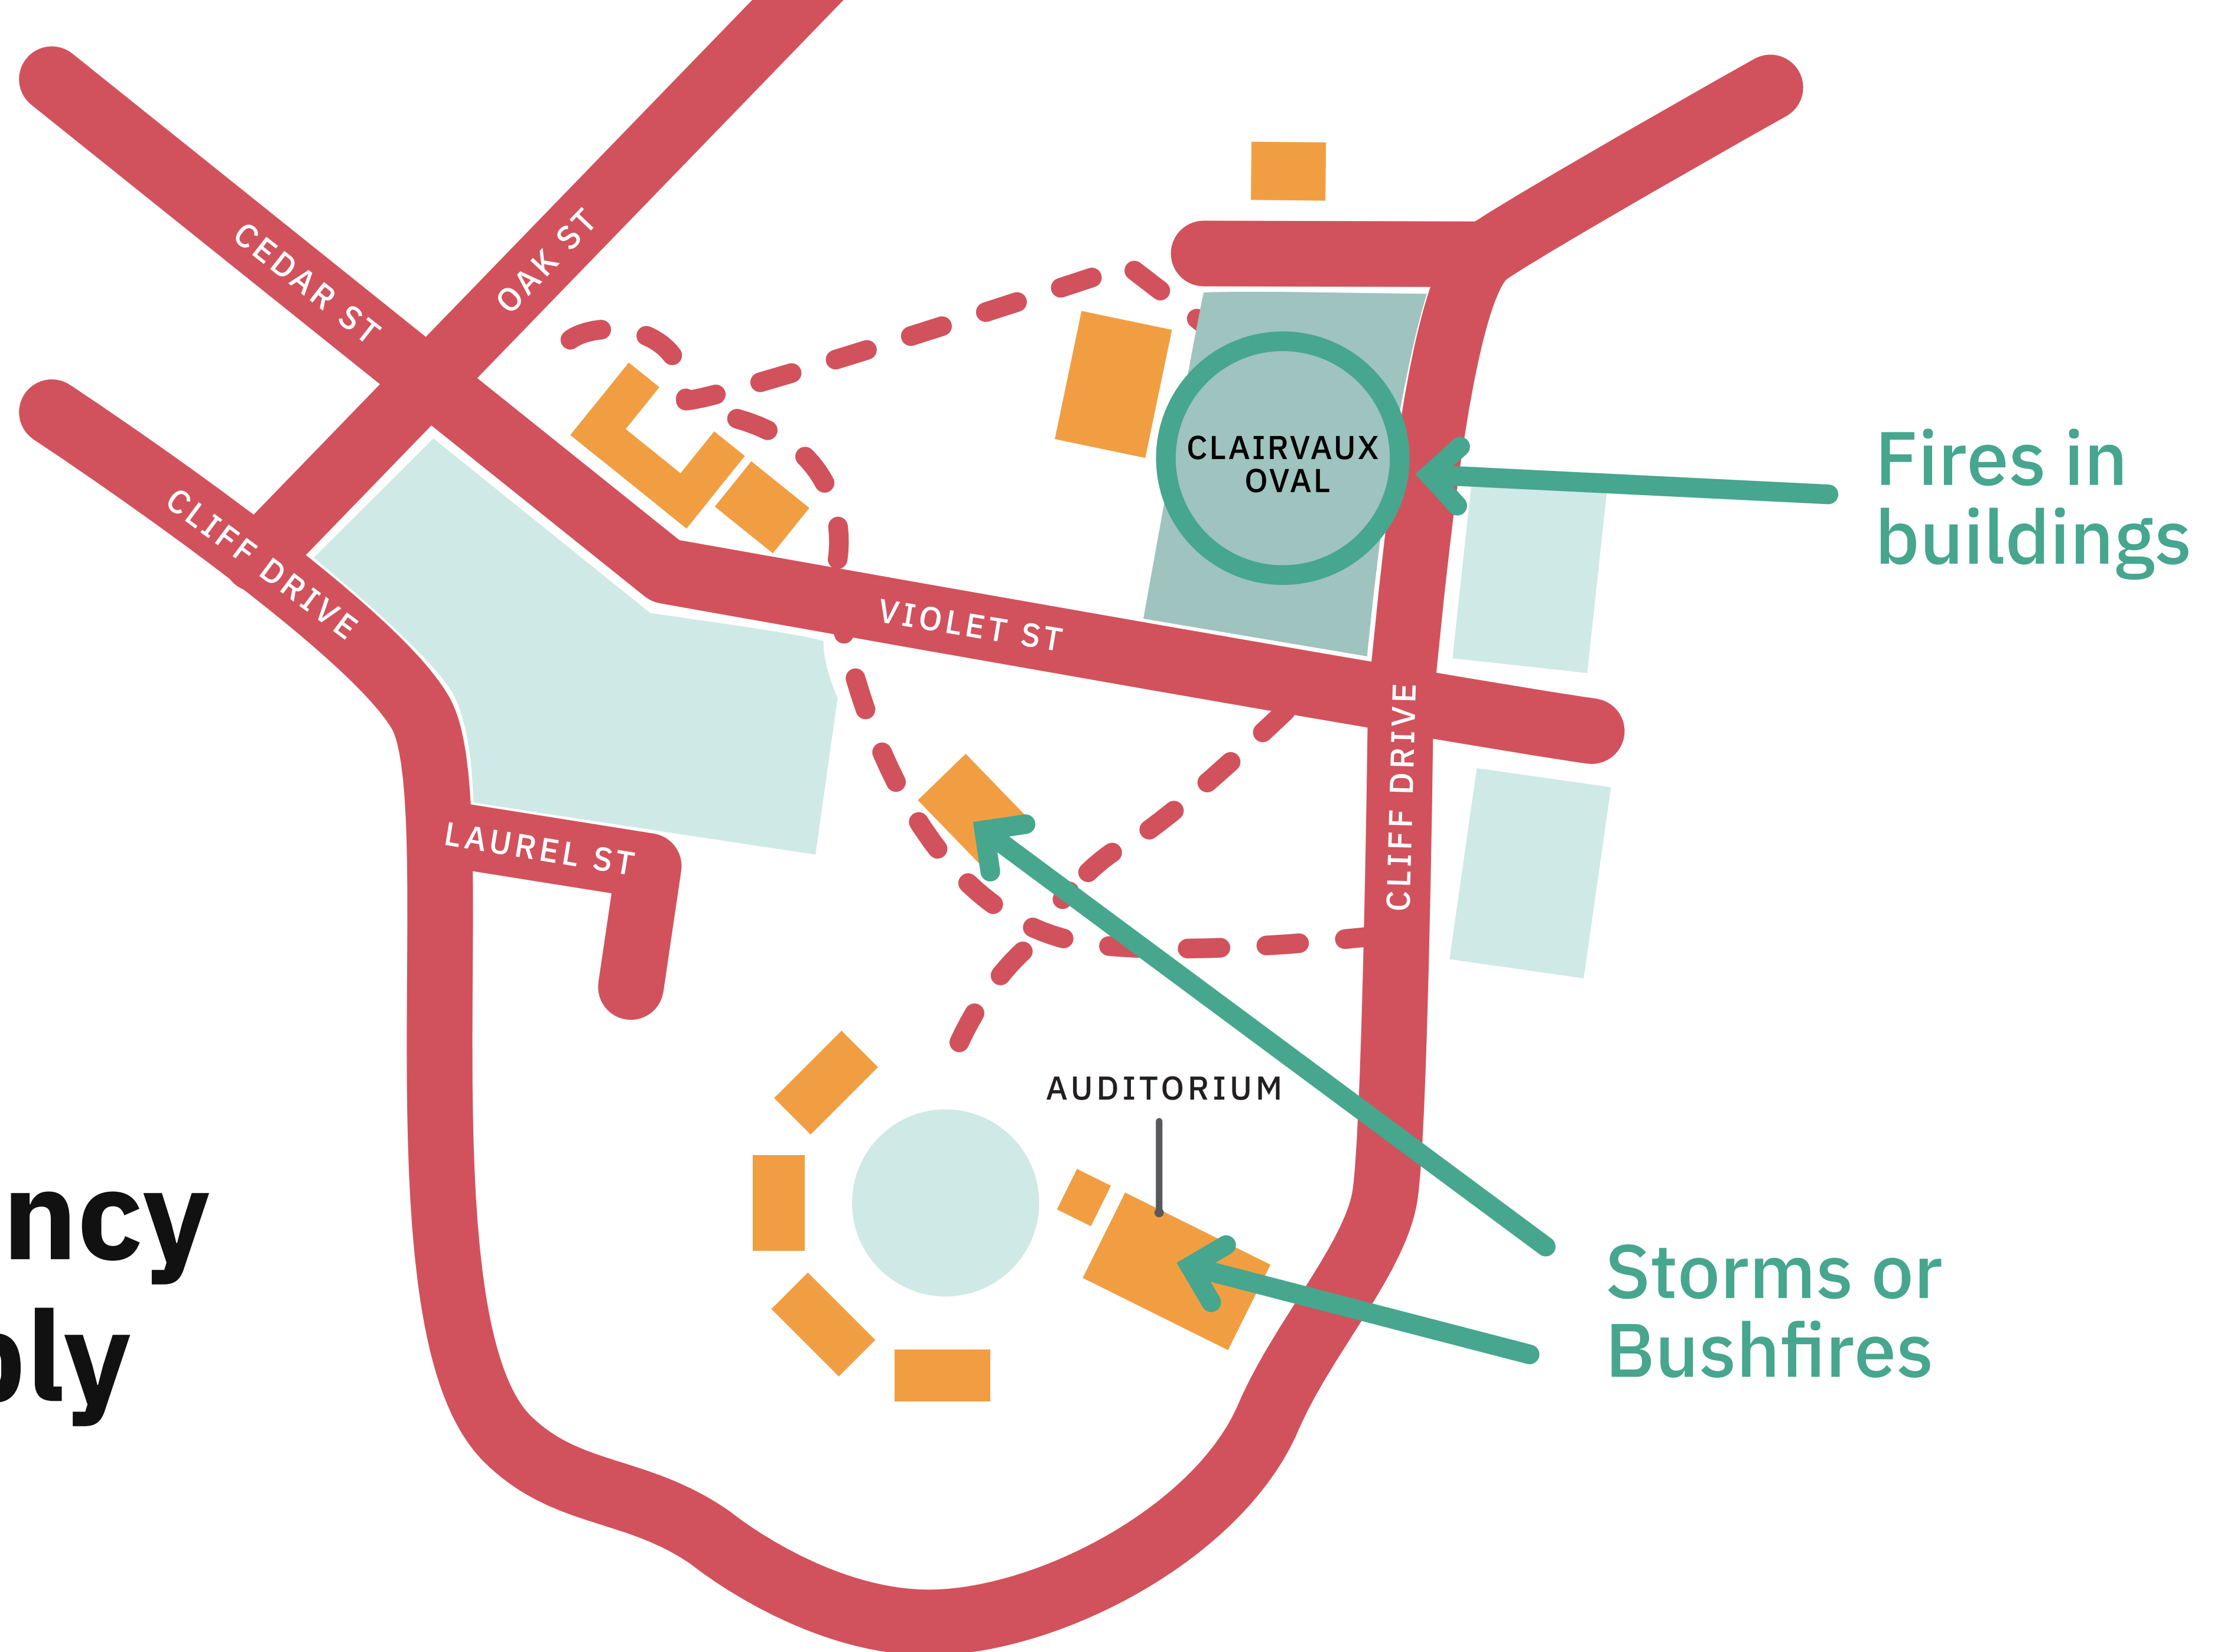 CEDAR ST
OAK ST
CLIFF DRIVE
CLAIRVAUX
OVAL
Fires in
buildings
VIOLET ST
CLIFF DRIVE
LAUREL ST
AUDITORIUM
ncy
ply
Storms or
Bushfires